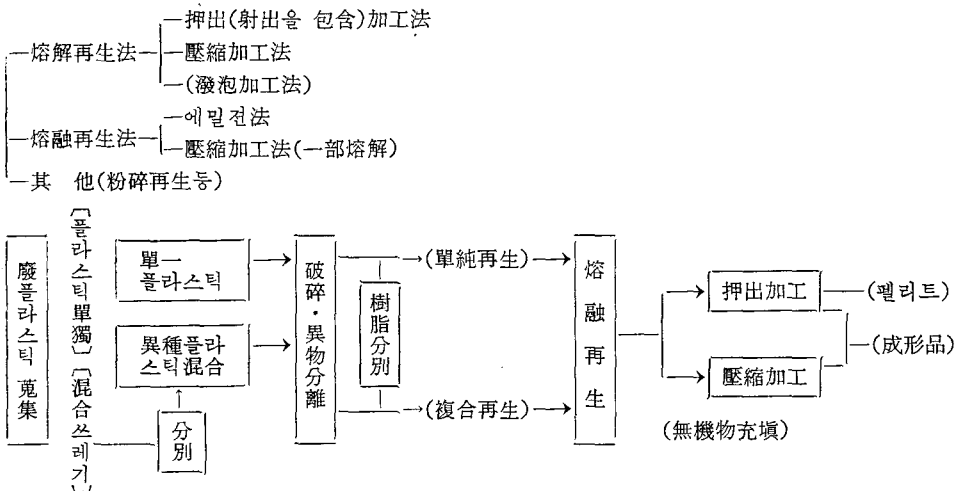 押出(射出을 包含)加工法
熔解再生法
壓縮加工法
(潑泡加工法)
에밀전法
熔融再生法
壓縮加工法(一部熔解)
其 他(粉碎再生등)
廢플라스틱 蒐集
[플라스틱單獨]
[混合쓰레기]
單一
플라스틱
異種플라
스틱混合
分別
破碎·異物分離
樹脂分別
(單純再生)
(複合再生)
熔融再生
押出加工
(펠리트)
(成形品)
壓縮加工
(無機物充塡)